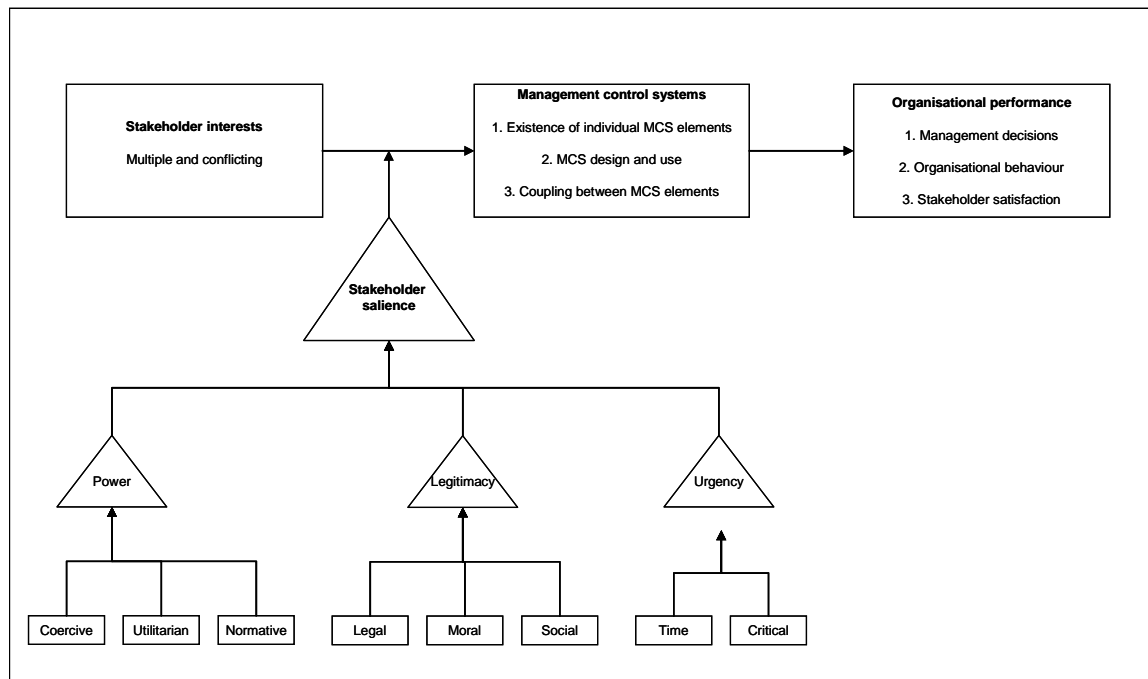 Stakeholder interests
Multiple and conflicting
Management control systems
1. Existence of individual MCS elements
2. MCS design and use
3. Coupling between MCS elements
Organisational performance
1. Management decisions
2. Organisational behaviour
3. Stakeholder satisfaction
Stakeholder
salience
Power
Legitimacy
Urgency
Coercive
Utilitarian
Normative
Legal
Moral
Social
Time
Critical